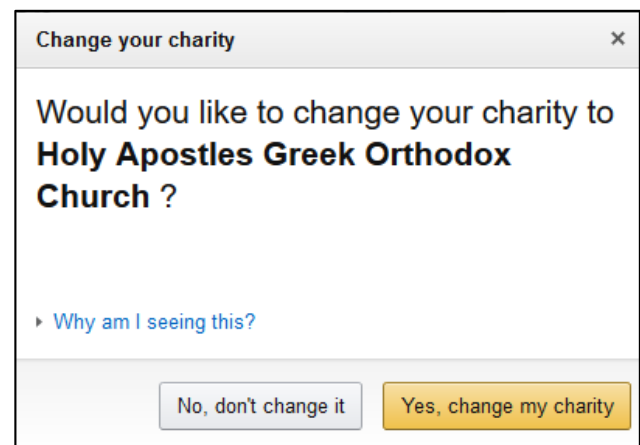 Change your charity ×
Would you like to change your charity to
Holy Apostles Greek Orthodox
Church ?
Why am I seeing this?
No, don't change it Yes, change my charity